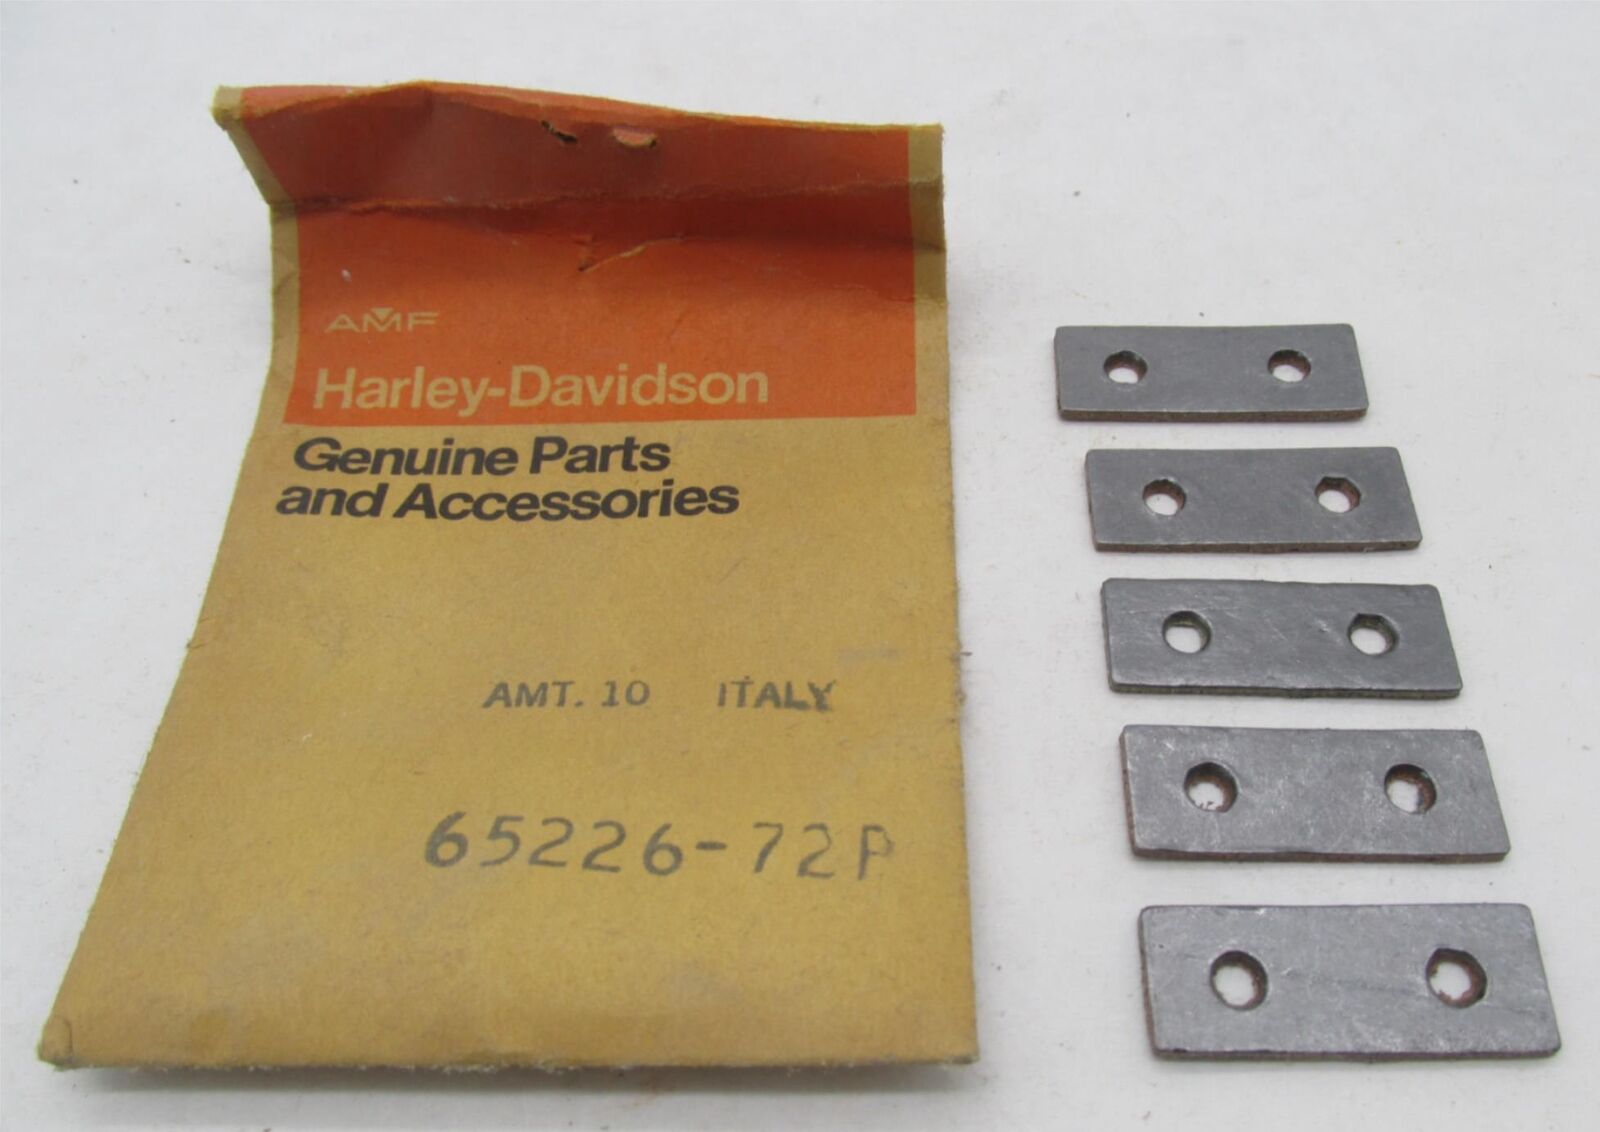 AMF
Harley-Davidson
Genuine Parts
and Accessories
AMT. 10 ITALY
65226-72P